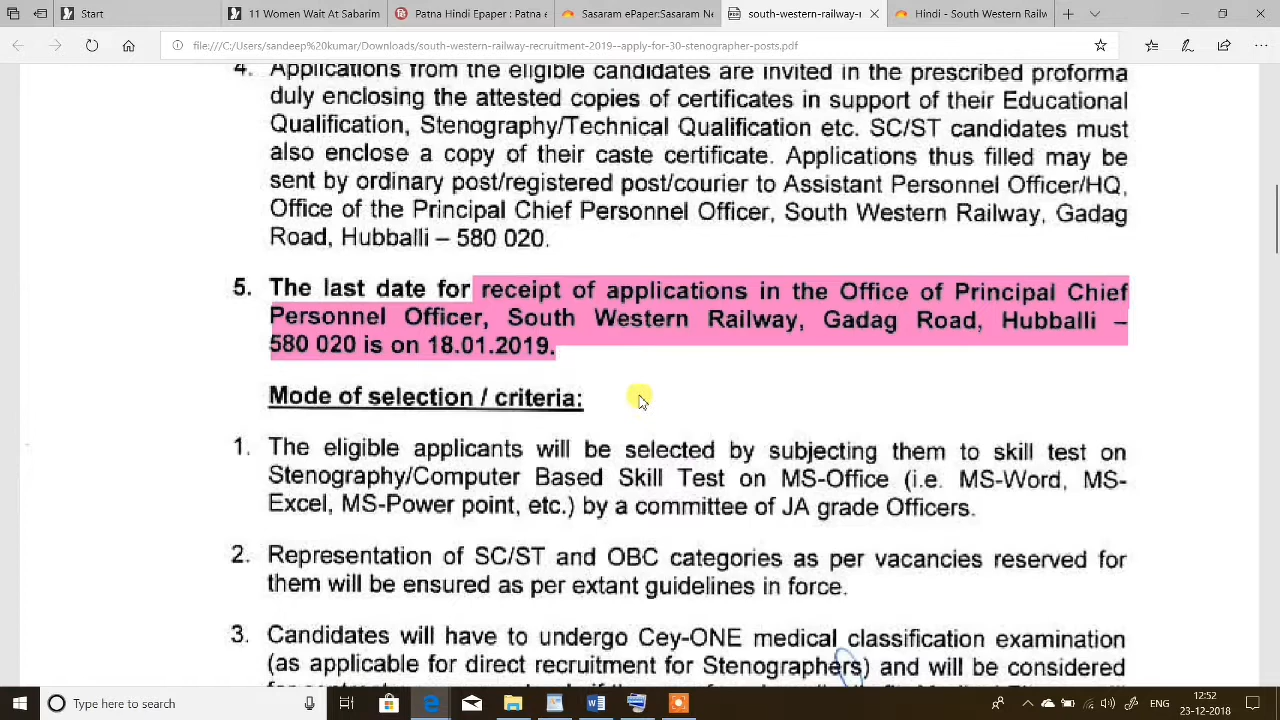 Start
11 Women Wait At Sabarim
Patna Hindi Epaper : Patna e
Sasaram ePaperSasaram Ne
south-western-railway-r
Hindi - South Western Railw
file:///C:/Users/sandeep%20kumar/Downloads/south-western-railway-recruitment-2019--apply-for-30-stenographer-posts.pdf
4. Applications from the eligible candidates are invited in the prescribed proforma
duly enclosing the attested copies of certificates in support of their Educational
Qualification, Stenography/Technical Qualification etc. SC/ST candidates must
also enclose a copy of their caste certificate. Applications thus filled may be
sent by ordinary post/registered post/courier to Assistant Personnel Officer/HQ,
Office of the Principal Chief Personnel Officer, South Western Railway, Gadag
Road, Hubballi – 580 020.
5. The last date for receipt of applications in the Office of Principal Chief
Personnel Officer, South Western Railway, Gadag Road, Hubballi –
580 020 is on 18.01.2019.
Mode of selection / criteria:
1. The eligible applicants will be selected by subjecting them to skill test on
Stenography/Computer Based Skill Test on MS-Office (i.e. MS-Word, MS-
Excel, MS-Power point, etc.) by a committee of JA grade Officers.
2. Representation of SC/ST and OBC categories as per vacancies reserved for
them will be ensured as per extant guidelines in force.
3. Candidates will have to undergo Cey-ONE medical classification examination
(as applicable for direct recruitment for Stenographers) and will be considered
Type here to search
ENG
12:52
23-12-2018